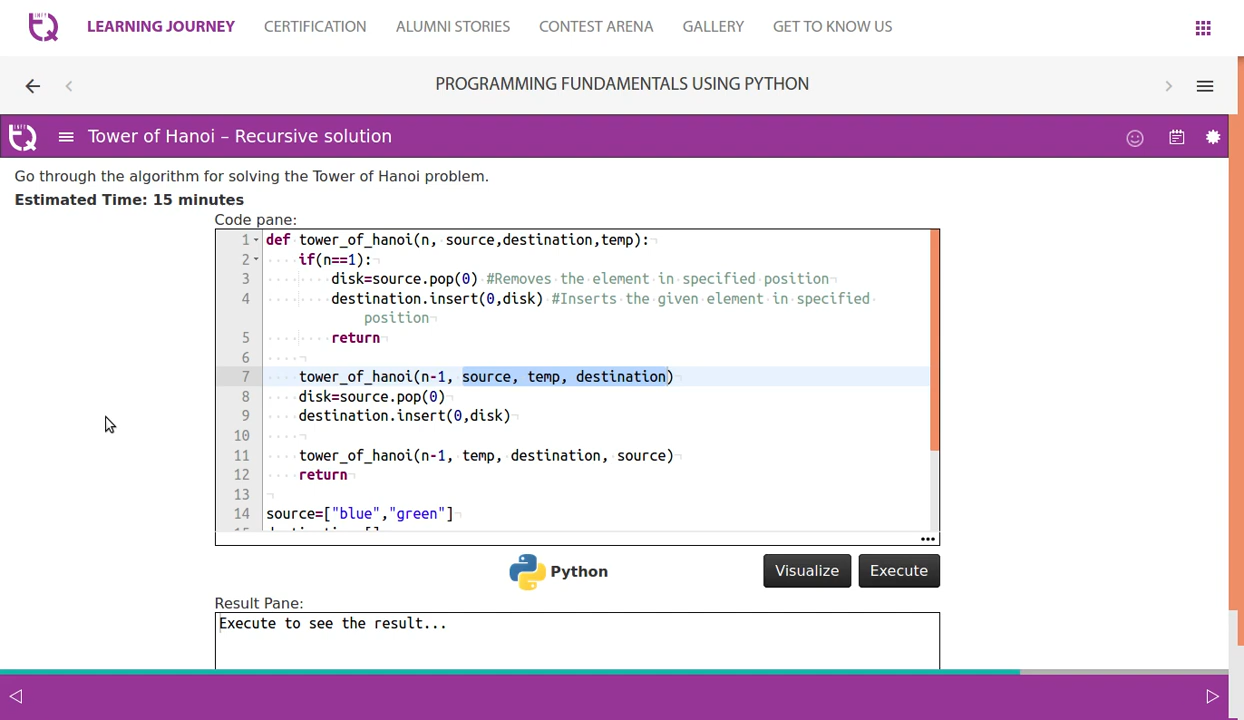 LEARNING JOURNEY CERTIFICATION ALUMNI STORIES CONTEST ARENA GALLERY GET TO KNOW US
PROGRAMMING FUNDAMENTALS USING PYTHON
Tower of Hanoi – Recursive solution
Go through the algorithm for solving the Tower of Hanoi problem.
Estimated Time: 15 minutes
Code pane:
1 def tower_of_hanoi(n, source,destination,temp):
2 if(n==1):
3 disk=source.pop(0) #Removes the element in specified position
4 destination.insert(0,disk) #Inserts the given element in specified
position
5 return
6
7 tower_of_hanoi(n-1, source, temp, destination)
8 disk=source.pop(0)
9 destination.insert(0,disk)
10
11 tower_of_hanoi(n-1, temp, destination, source)
12 return
13
14 source=["blue","green"]
Python Visualize Execute
Result Pane:
Execute to see the result...